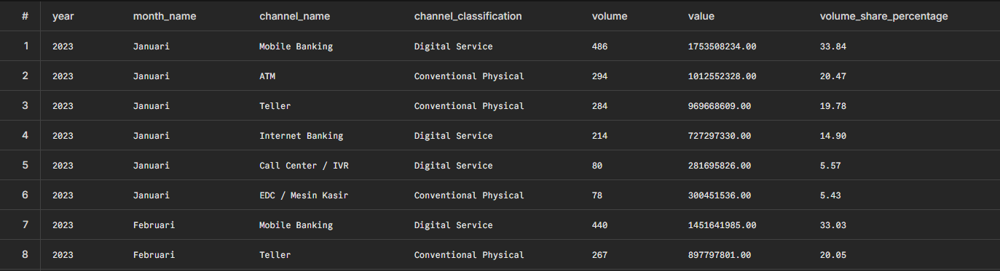 # year month_name channel_name channel_classification volume value volume_share_percentage
1 2023 Januari Mobile Banking Digital Service 486 1753508234.00 33.84
2 2023 Januari ATM Conventional Physical 294 1012552328.00 20.47
3 2023 Januari Teller Conventional Physical 284 969668609.00 19.78
4 2023 Januari Internet Banking Digital Service 214 727297330.00 14.90
5 2023 Januari Call Center / IVR Digital Service 80 281695826.00 5.57
6 2023 Januari EDC / Mesin Kasir Conventional Physical 78 300451536.00 5.43
7 2023 Februari Mobile Banking Digital Service 440 1451641985.00 33.03
8 2023 Februari Teller Conventional Physical 267 897797801.00 20.05